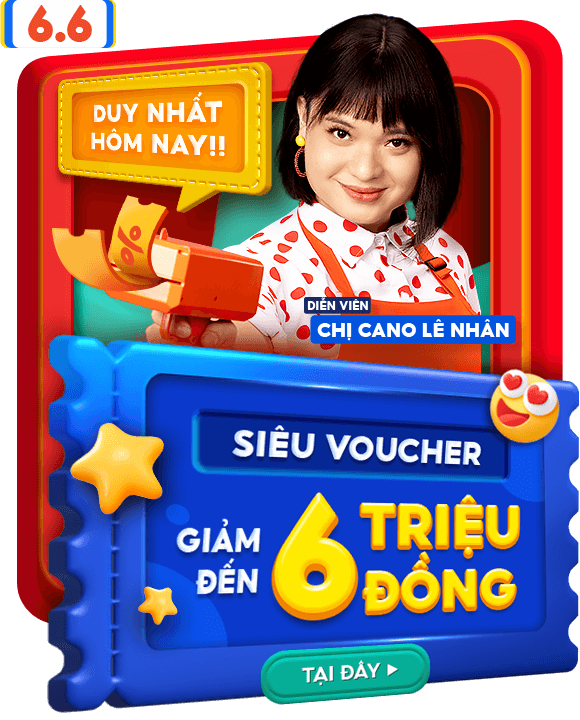 6.6
DUY NHẤT
HÔM NAY!!
%
DIỄN VIÊN
CHỊ CANO LÊ NHÂN
SIÊU VOUCHER
GIẢM
ĐẾN
6
TRIỆU
ĐỒNG
TẠI ĐÂY